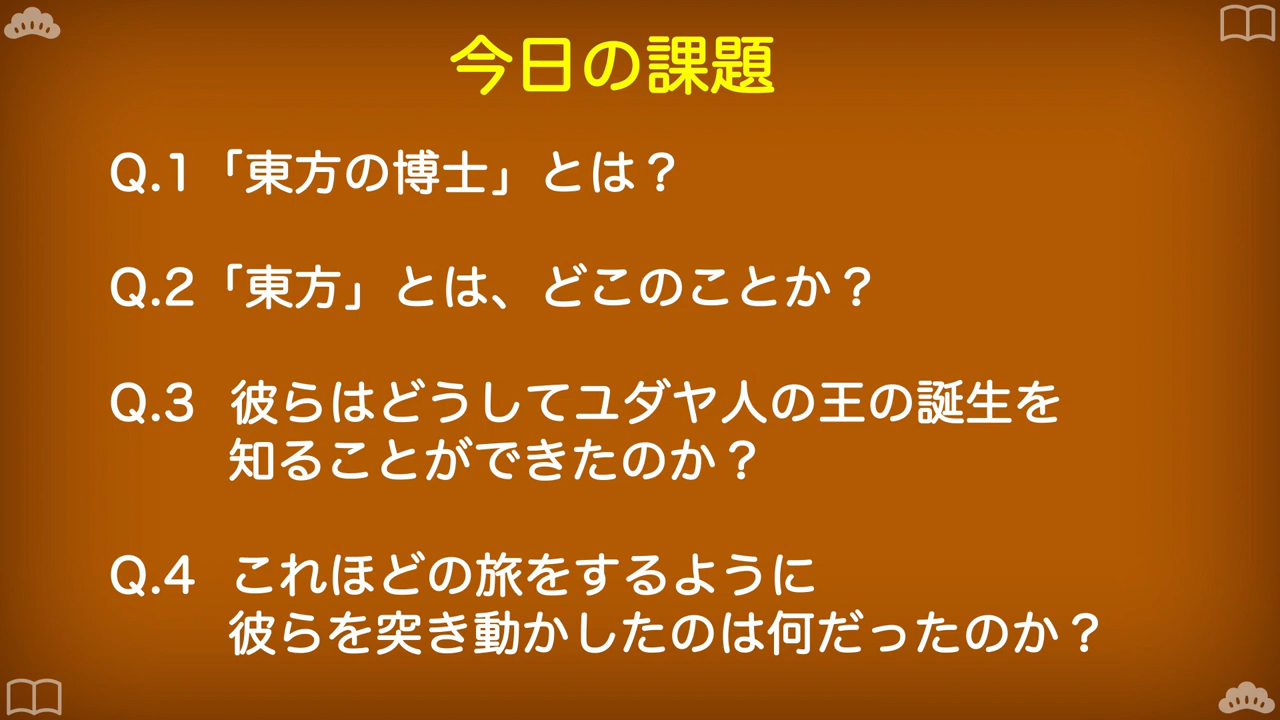 今日の課題
Q.1「東方の博士」とは？
Q.2「東方」とは、どこのことか？
Q.3 彼らはどうしてユダヤ人の王の誕生を
知ることができたのか？
Q.4 これほどの旅をするように
彼らを突き動かしたのは何だったのか？